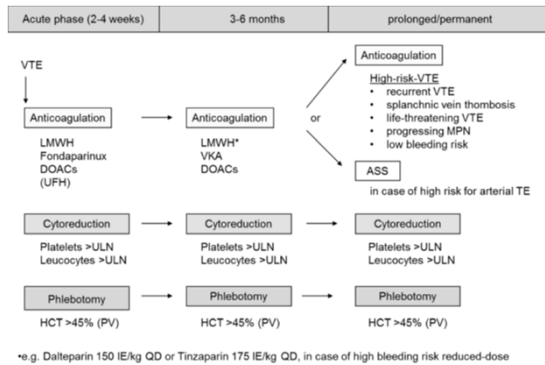 Acute phase (2-4 weeks)
3-6 months
prolonged/permanent
VTE
Anticoagulation
LMWH
Fondaparinux
DOACs
(UFH)
Anticoagulation
LMWH*
VKA
DOACs
or
Anticoagulation
High-risk-VTE
• recurrent VTE
• splanchnic vein thombosis
• life-threatening VTE
• progressing MPN
• low bleeding risk
ASS
in case of high risk for arterial TE
Cytoreduction
Platelets >ULN
Leucocytes >ULN
Cytoreduction
Platelets >ULN
Leucocytes >ULN
Cytoreduction
Platelets >ULN
Leucocytes >ULN
Phlebotomy
HCT >45% (PV)
Phlebotomy
HCT >45% (PV)
Phlebotomy
HCT >45% (PV)
•e.g. Dalteparin 150 IE/kg QD or Tinzaparin 175 IE/kg QD, in case of high bleeding risk reduced-dose